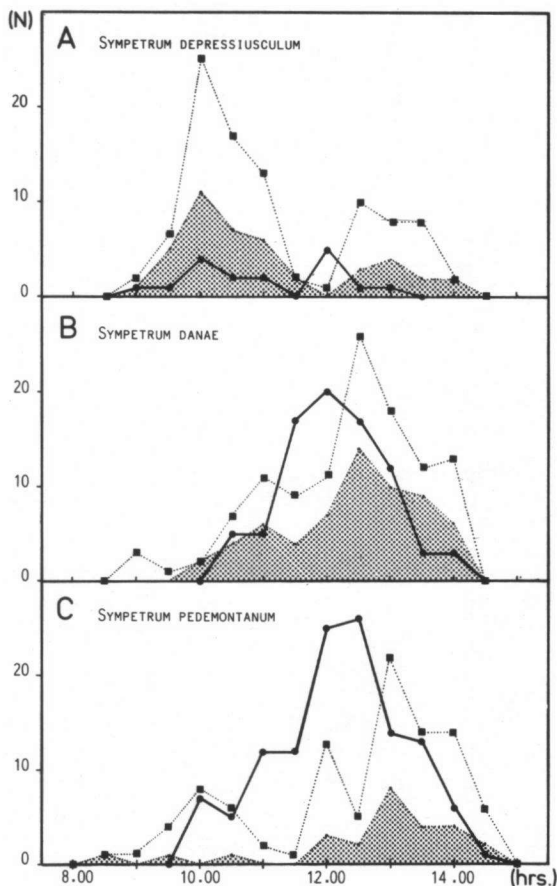 (N)
A SYMPETRUM DEPRESSIUSCULUM
20
10
0
B SYMPETRUM DANAE
20
10
0
C SYMPETRUM PEDEMONTANUM
20
10
0
8.00 10.00 12.00 14.00 (hrs.)